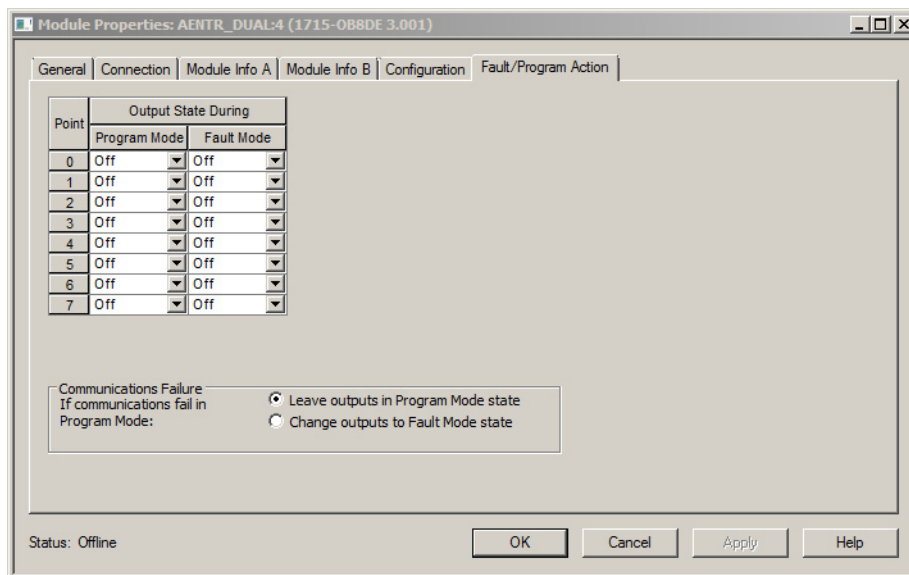 Module Properties: AENTR_DUAL:4 (1715-OB8DE 3.001)
General Connection Module Info A Module Info B Configuration Fault/Program Action
Point Output State During
Program Mode Fault Mode
0 Off Off
1 Off Off
2 Off Off
3 Off Off
4 Off Off
5 Off Off
6 Off Off
7 Off Off
Communications Failure
If communications fail in
Program Mode:
Leave outputs in Program Mode state
Change outputs to Fault Mode state
Status: Offline OK Cancel Apply Help